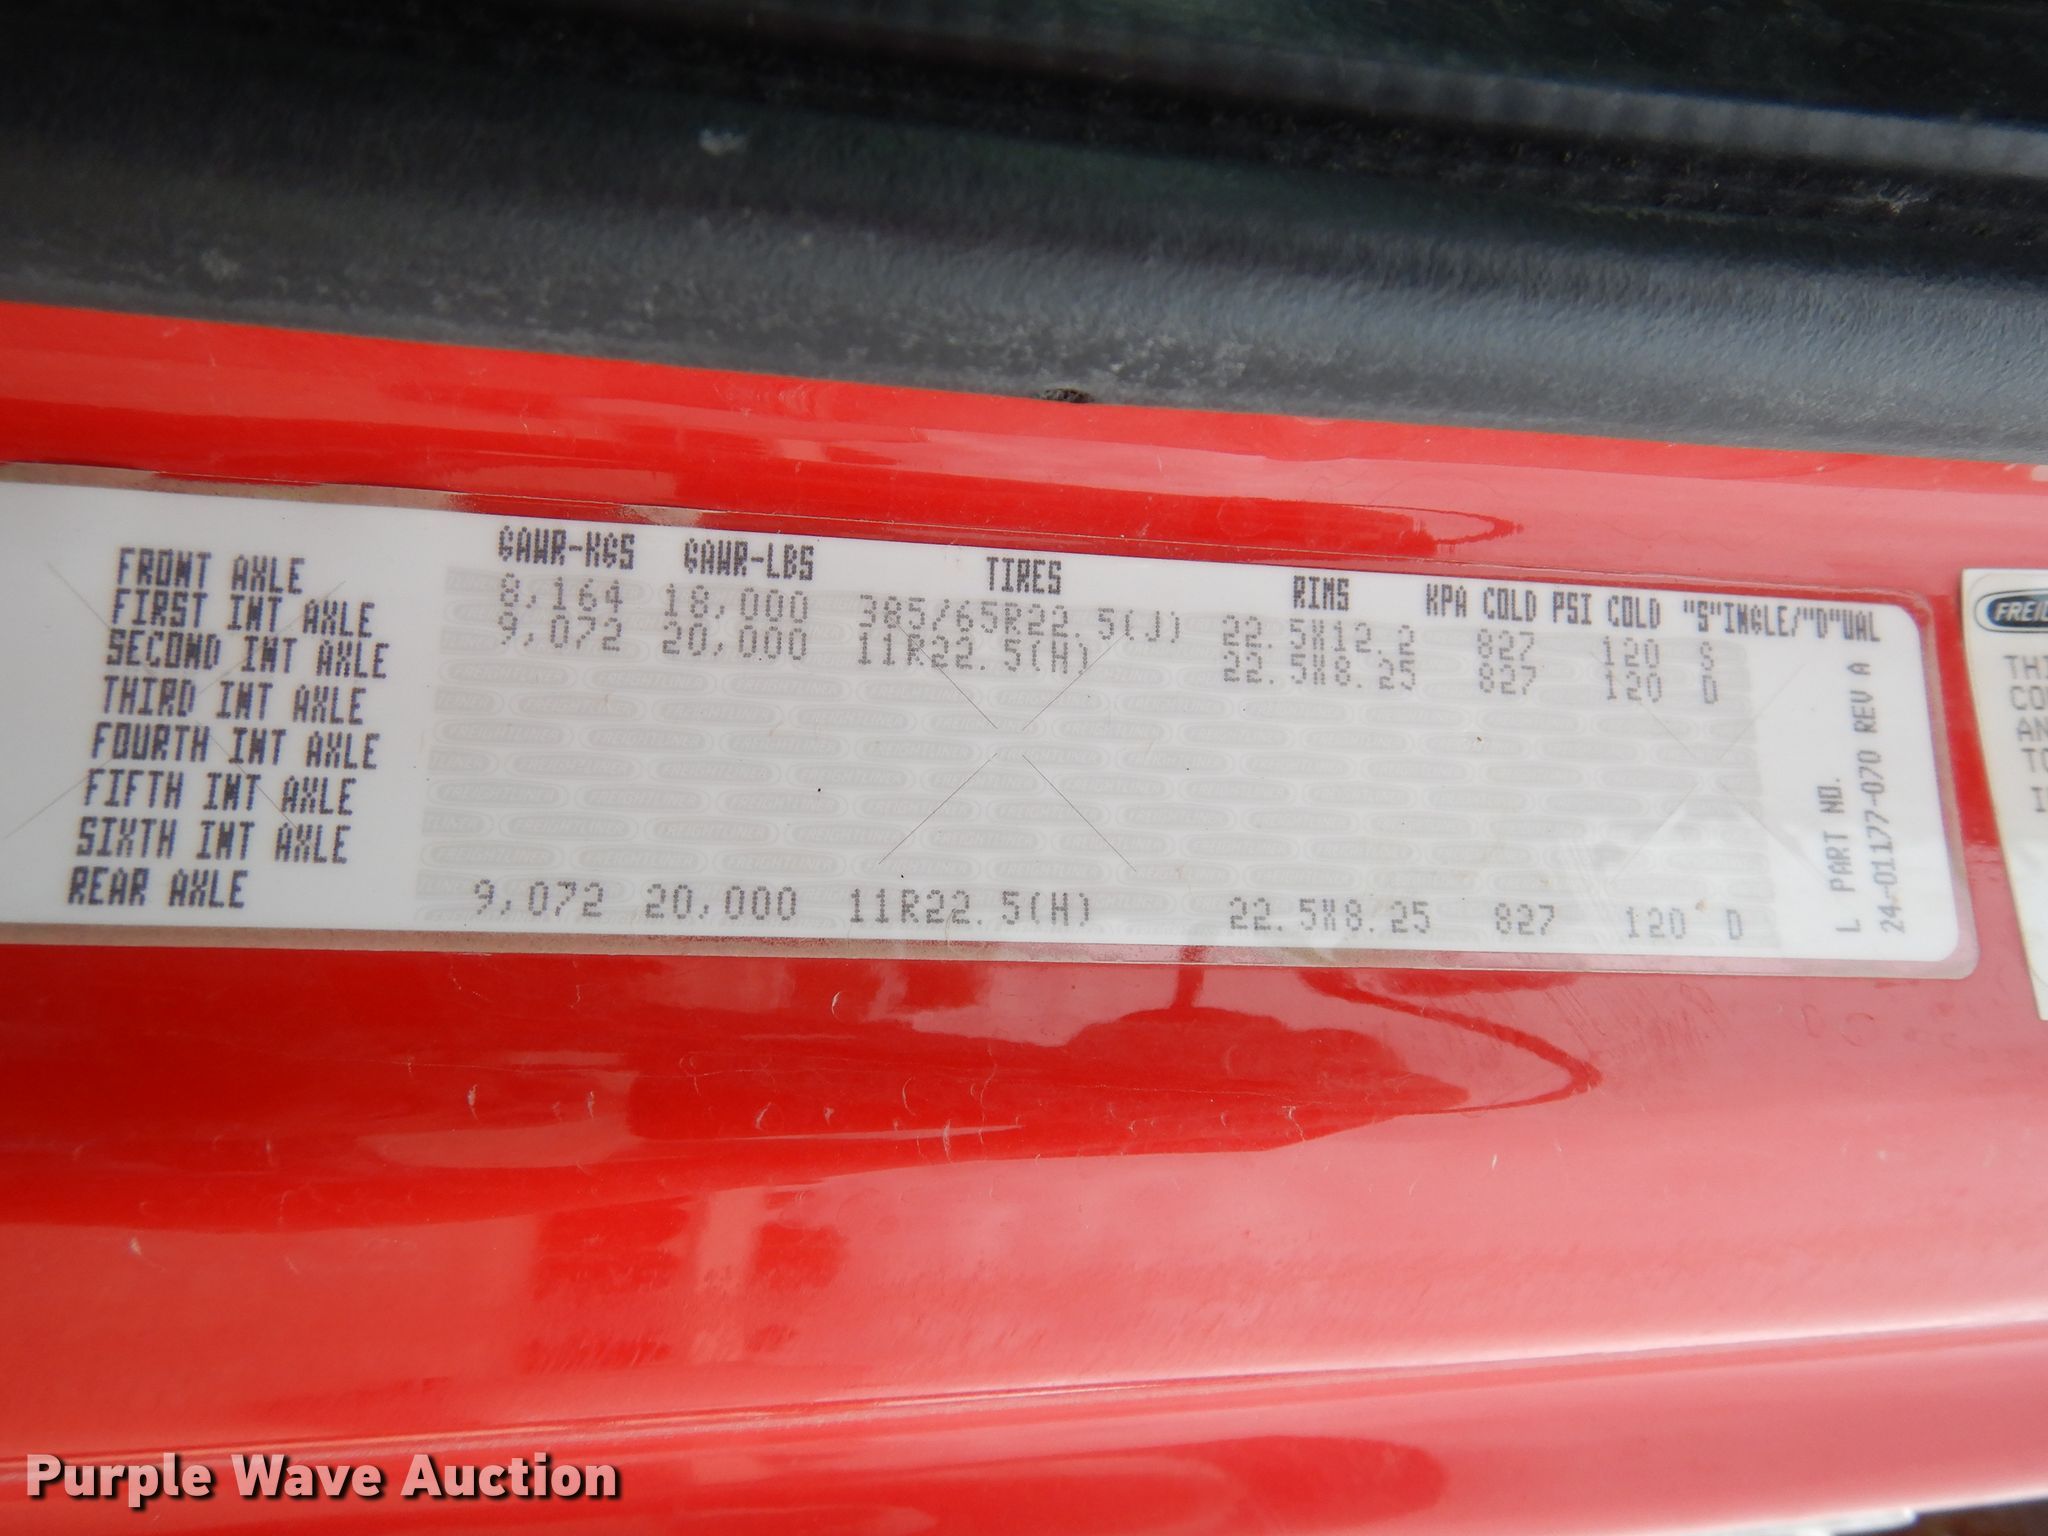 GAWR-KGS GAWR-LBS TIRES RIMS KPA COLD PSI COLD "S"INGLE/"D"UAL
FRONT AXLE 8,164 18,000 385/65R22.5(J) 22.5X12.2 827 120 S
FIRST INT AXLE 9,072 20,000 11R22.5(H) 22.5X8.25 827 120 D
SECOND INT AXLE
THIRD INT AXLE
FOURTH INT AXLE
FIFTH INT AXLE
SIXTH INT AXLE
REAR AXLE 9,072 20,000 11R22.5(H) 22.5X8.25 827 120 D
L PART NO.
24-01177-070 REV A
Purple Wave Auction